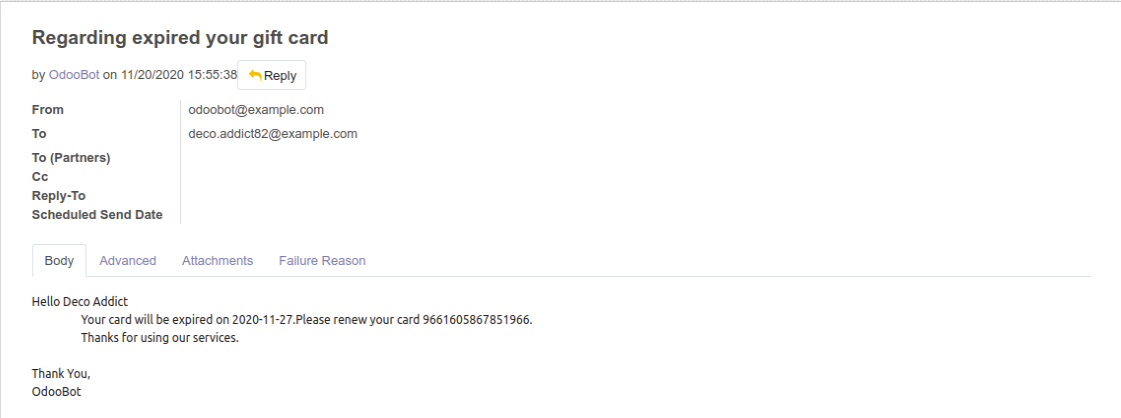 Regarding expired your gift card
by OdooBot on 11/20/2020 15:55:38 Reply
From odoobot@example.com
To deco.addict82@example.com
To (Partners)
Cc
Reply-To
Scheduled Send Date
Body Advanced Attachments Failure Reason
Hello Deco Addict
Your card will be expired on 2020-11-27.Please renew your card 9661605867851966.
Thanks for using our services.
Thank You,
OdooBot